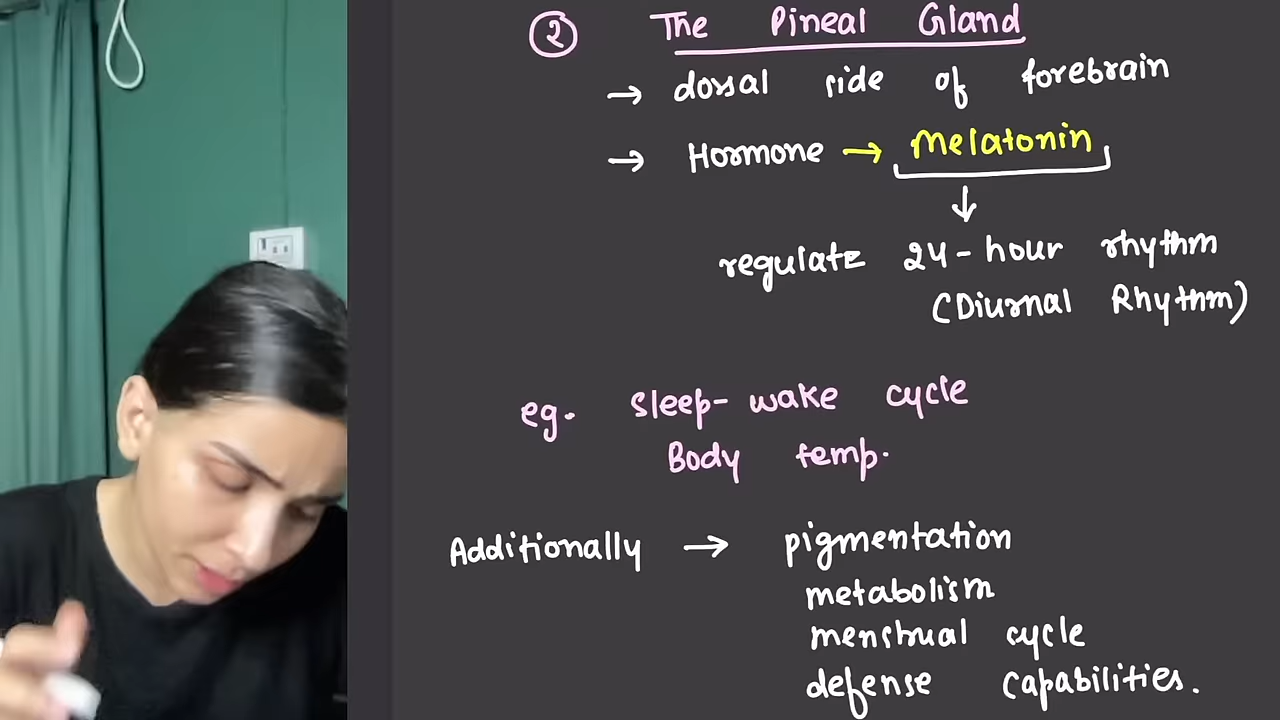 ② The Pineal Gland
→ dorsal side of forebrain
→ Hormone → Melatonin
↓
regulate 24-hour rhythm
(Diurnal Rhythm)
eg. Sleep-wake cycle
Body temp.
Additionally → pigmentation
metabolism
menstrual cycle
defense capabilities.